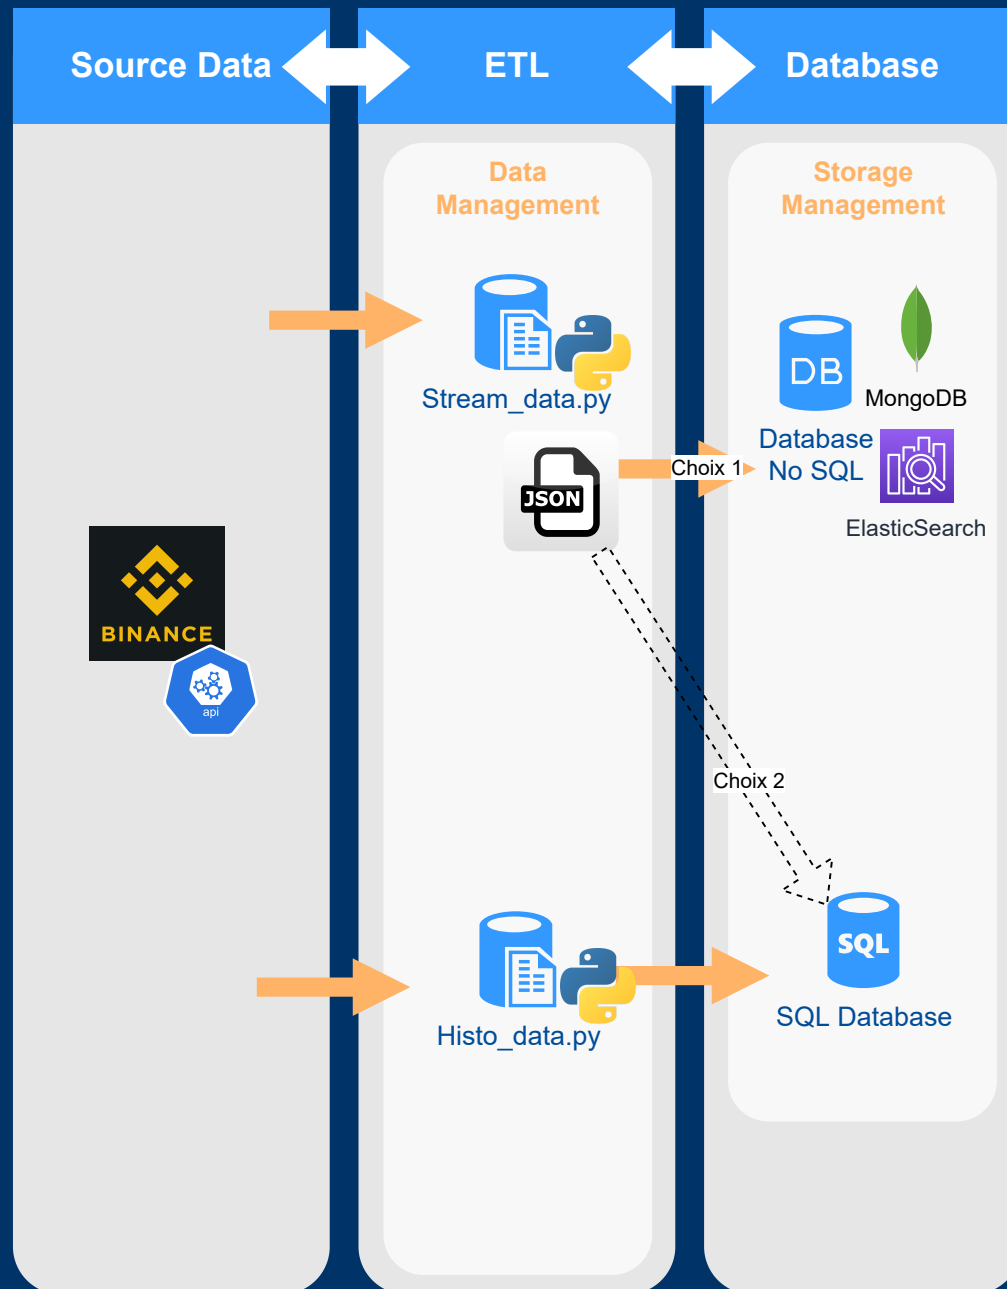 Source Data
ETL
Database
Data
Management
Storage
Management
Stream_data.py
DB
MongoDB
Database
No SQL
ElasticSearch
JSON
Choix 1
BINANCE
api
Choix 2
Histo_data.py
SQL
SQL Database